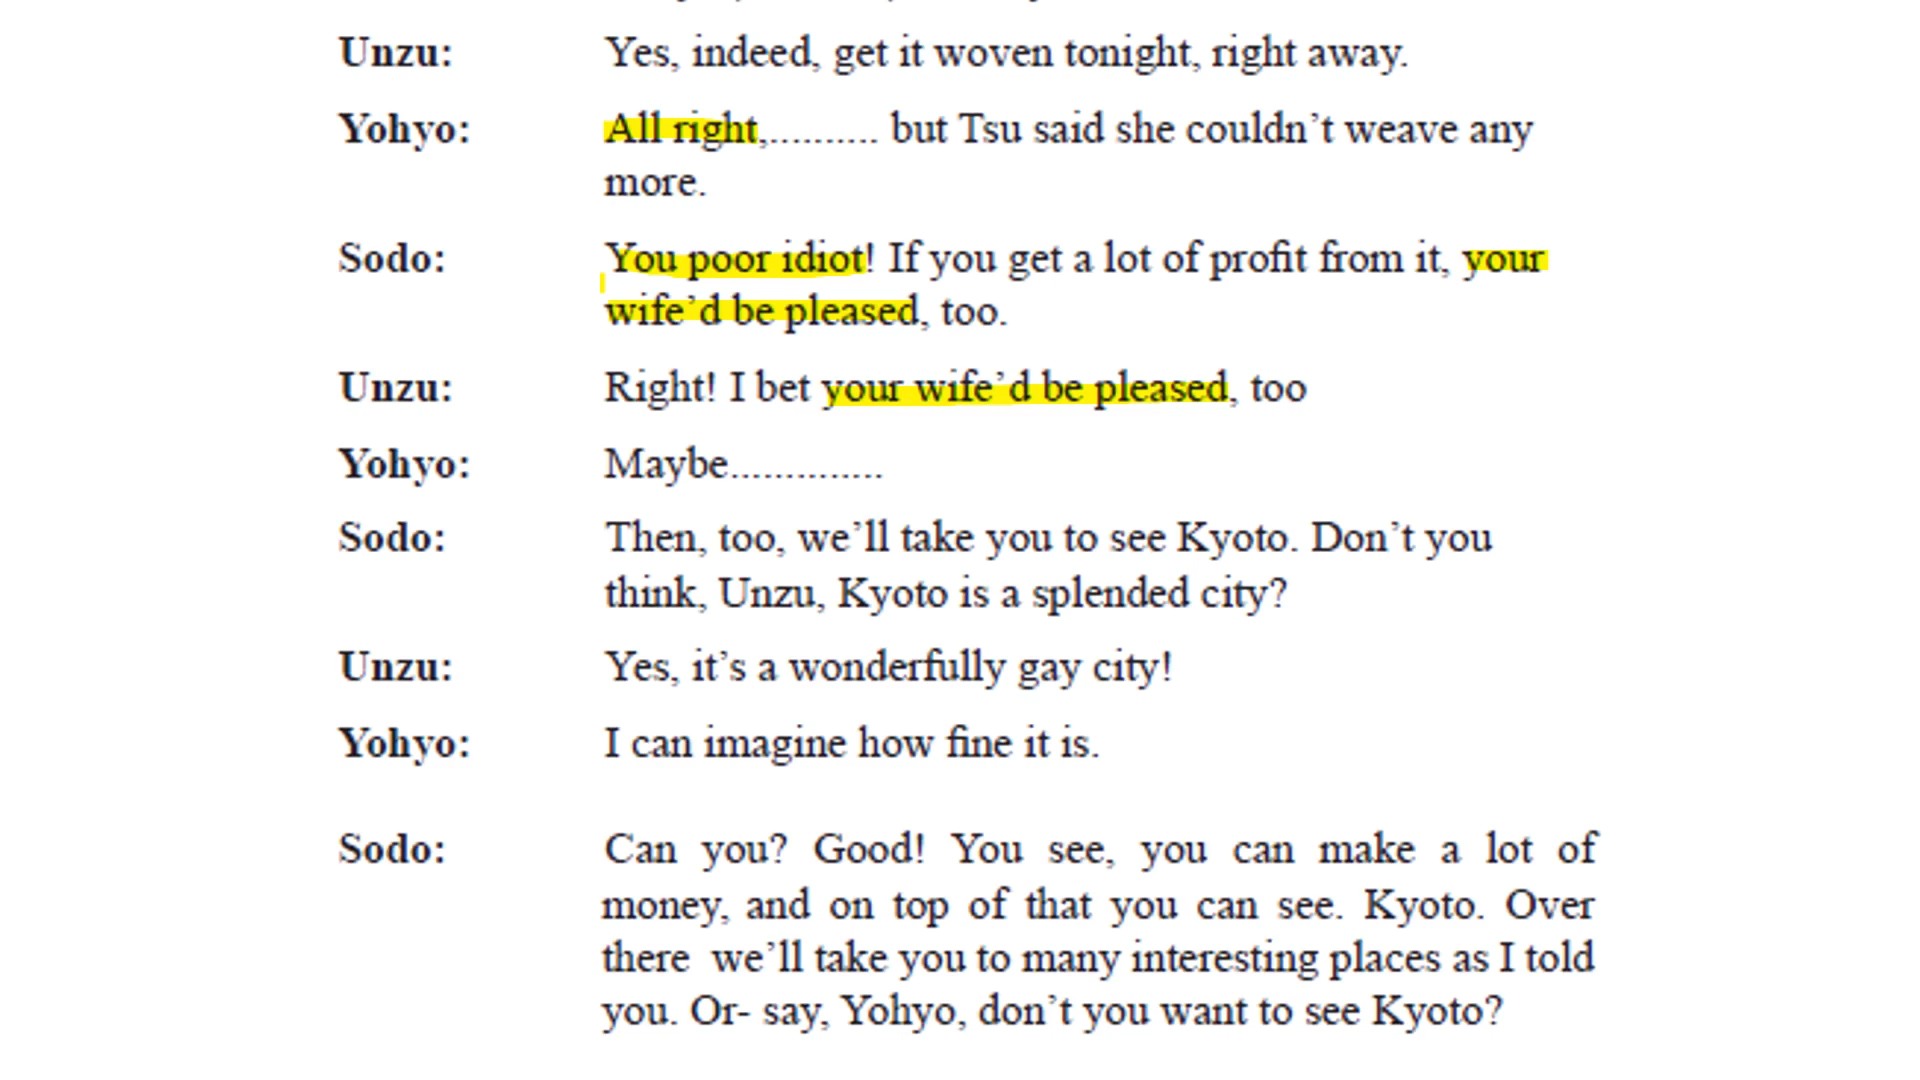 Unzu: Yes, indeed, get it woven tonight, right away.
Yohyo: All right,.......... but Tsu said she couldn’t weave any
more.
Sodo: You poor idiot! If you get a lot of profit from it, your
wife’d be pleased, too.
Unzu: Right! I bet your wife’d be pleased, too
Yohyo: Maybe..............
Sodo: Then, too, we’ll take you to see Kyoto. Don’t you
think, Unzu, Kyoto is a splended city?
Unzu: Yes, it’s a wonderfully gay city!
Yohyo: I can imagine how fine it is.
Sodo: Can you? Good! You see, you can make a lot of
money, and on top of that you can see. Kyoto. Over
there we’ll take you to many interesting places as I told
you. Or- say, Yohyo, don’t you want to see Kyoto?